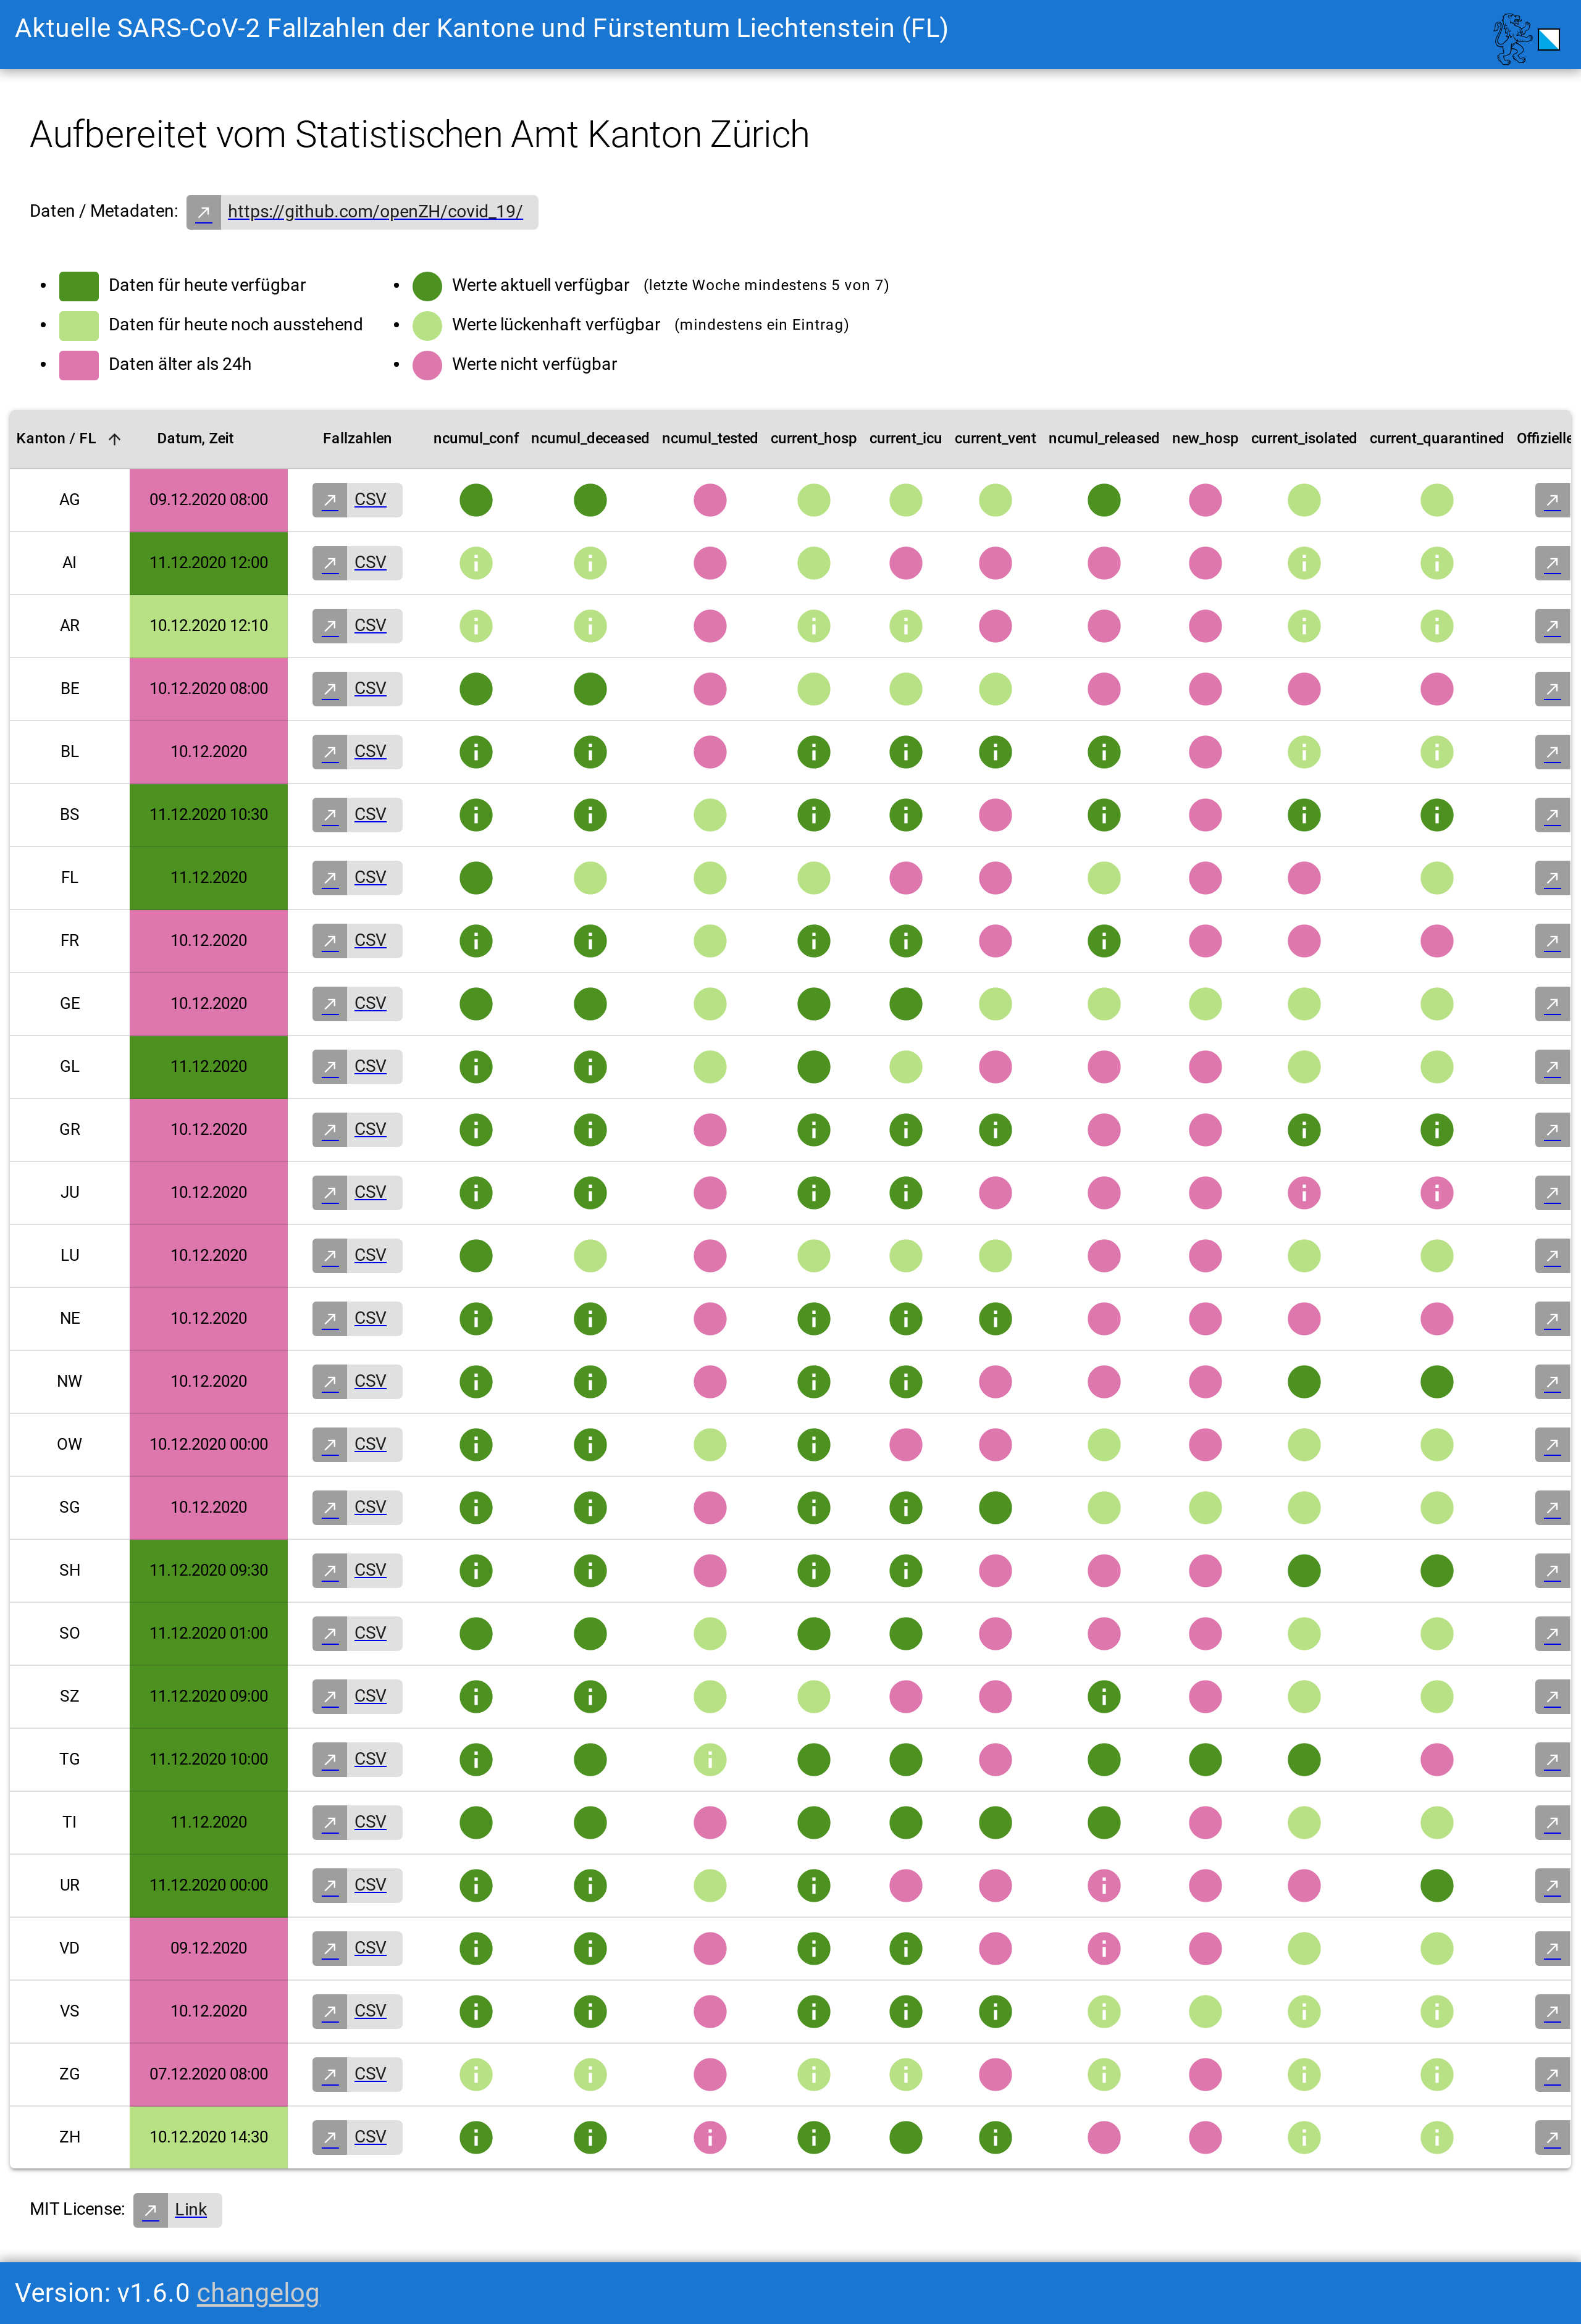 Aktuelle SARS-CoV-2 Fallzahlen der Kantone und Fürstentum Liechtenstein (FL)
Aufbereitet vom Statistischen Amt Kanton Zürich
Daten / Metadaten: https://github.com/openZH/covid_19/
Daten für heute verfügbar
Daten für heute noch ausstehend
Daten älter als 24h
Werte aktuell verfügbar (letzte Woche mindestens 5 von 7)
Werte lückenhaft verfügbar (mindestens ein Eintrag)
Werte nicht verfügbar
Kanton / FL Datum, Zeit Fallzahlen ncumul_conf ncumul_deceased ncumul_tested current_hosp current_icu current_vent ncumul_released new_hosp current_isolated current_quarantined Offizielle
AG 09.12.2020 08:00 CSV
AI 11.12.2020 12:00 CSV
AR 10.12.2020 12:10 CSV
BE 10.12.2020 08:00 CSV
BL 10.12.2020 CSV
BS 11.12.2020 10:30 CSV
FL 11.12.2020 CSV
FR 10.12.2020 CSV
GE 10.12.2020 CSV
GL 11.12.2020 CSV
GR 10.12.2020 CSV
JU 10.12.2020 CSV
LU 10.12.2020 CSV
NE 10.12.2020 CSV
NW 10.12.2020 CSV
OW 10.12.2020 00:00 CSV
SG 10.12.2020 CSV
SH 11.12.2020 09:30 CSV
SO 11.12.2020 01:00 CSV
SZ 11.12.2020 09:00 CSV
TG 11.12.2020 10:00 CSV
TI 11.12.2020 CSV
UR 11.12.2020 00:00 CSV
VD 09.12.2020 CSV
VS 10.12.2020 CSV
ZG 07.12.2020 08:00 CSV
ZH 10.12.2020 14:30 CSV
MIT License: Link
Version: v1.6.0 changelog